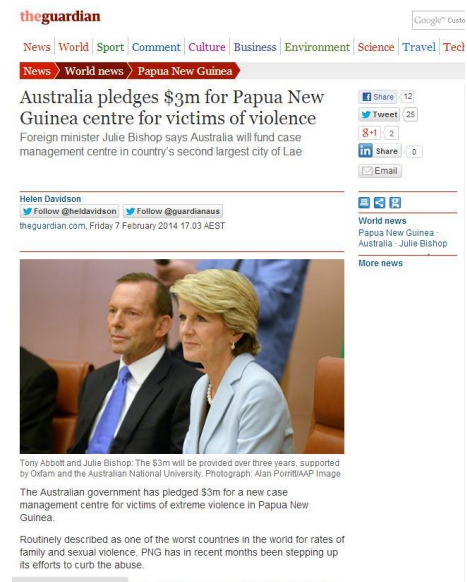 theguardian
Google™ Custo
News World Sport Comment Culture Business Environment Science Travel Tech
News World news Papua New Guinea
Australia pledges $3m for Papua New
Guinea centre for victims of violence
Foreign minister Julie Bishop says Australia will fund case
management centre in country's second largest city of Lae
Share 12
Tweet 25
g+1 2
Share 0
Email
Helen Davidson
Follow @heldavidson Follow @guardianaus
theguardian.com, Friday 7 February 2014 17.03 AEST
World news
Papua New Guinea ·
Australia · Julie Bishop
More news
Tony Abbott and Julie Bishop: The $3m will be provided over three years, supported
by Oxfam and the Australian National University. Photograph: Alan Porritt/AAP Image
The Australian government has pledged $3m for a new case
management centre for victims of extreme violence in Papua New
Guinea.
Routinely described as one of the worst countries in the world for rates of
family and sexual violence, PNG has in recent months been stepping up
its efforts to curb the abuse.